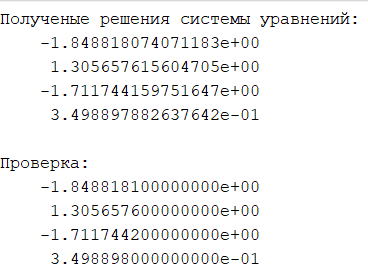 Полученые решения системы уравнений:
-1.848818074071183e+00
1.305657615604705e+00
-1.711744159751647e+00
3.498897882637642e-01
Проверка:
-1.848818100000000e+00
1.305657600000000e+00
-1.711744200000000e+00
3.498898000000000e-01